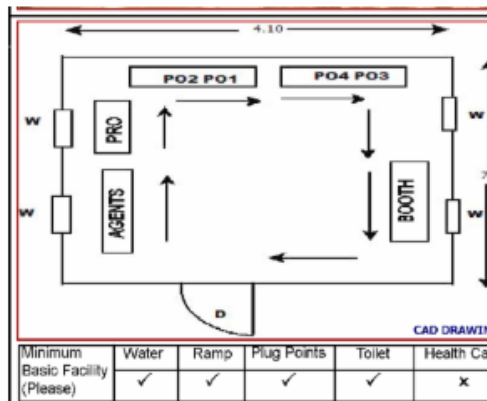 4.10
PO2 PO1
PO4 PO3
W
W
PRO
AGENTS
BOOTH
W
W
D
CAD DRAWIN
Minimum Basic Facility (Please)
Water
Ramp
Plug Points
Toilet
Health Ca
✓
✓
✓
✓
x